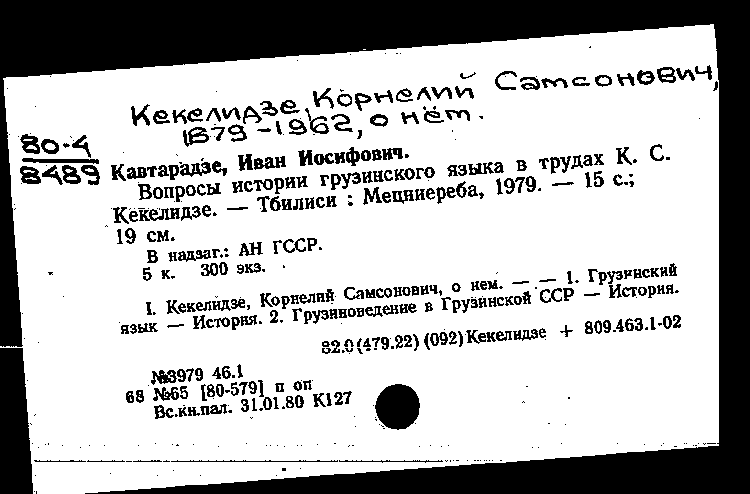 Кекелидзе, Корнелий Самсонович,
1879-1962, о нём.
80-4
8489
Кавтарадзе, Иван Иосифович.
Вопросы истории грузинского языка в трудах К. С.
Кекелидзе. — Тбилиси : Мецниереба, 1979. — 15 с.;
19 см.
В надзаг.: АН ГССР.
5 к. 300 экз.
I. Кекелидзе, Корнелий Самсонович, о нем. — — 1. Грузинский
язык — История. 2. Грузиноведение в Грузинской ССР — История.
82.0(479.22)(092)Кекелидзе + 809.463.1-02
№3979 46.1
68 №65 [80-579] п оп
Вс.кн.пал. 31.01.80 К127